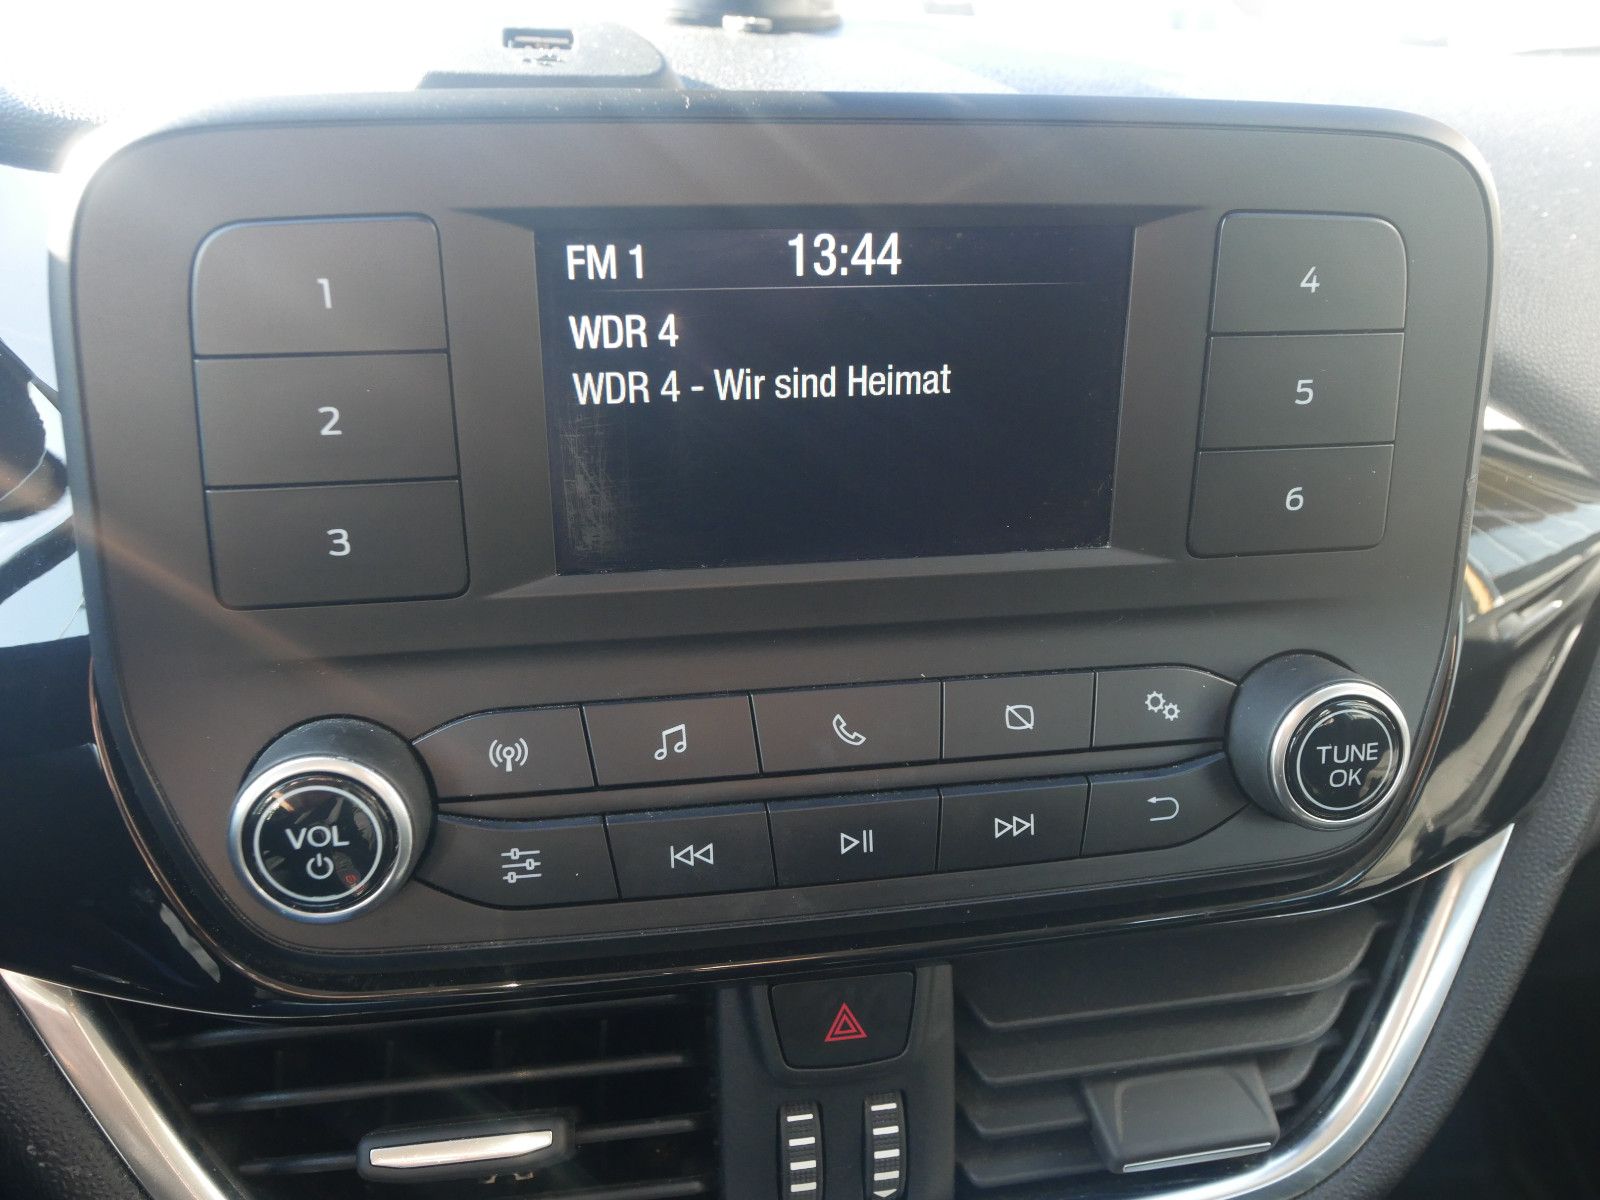 FM 1 13:44
WDR 4
WDR 4 - Wir sind Heimat
1
2
3
4
5
6
VOL
TUNE
OK